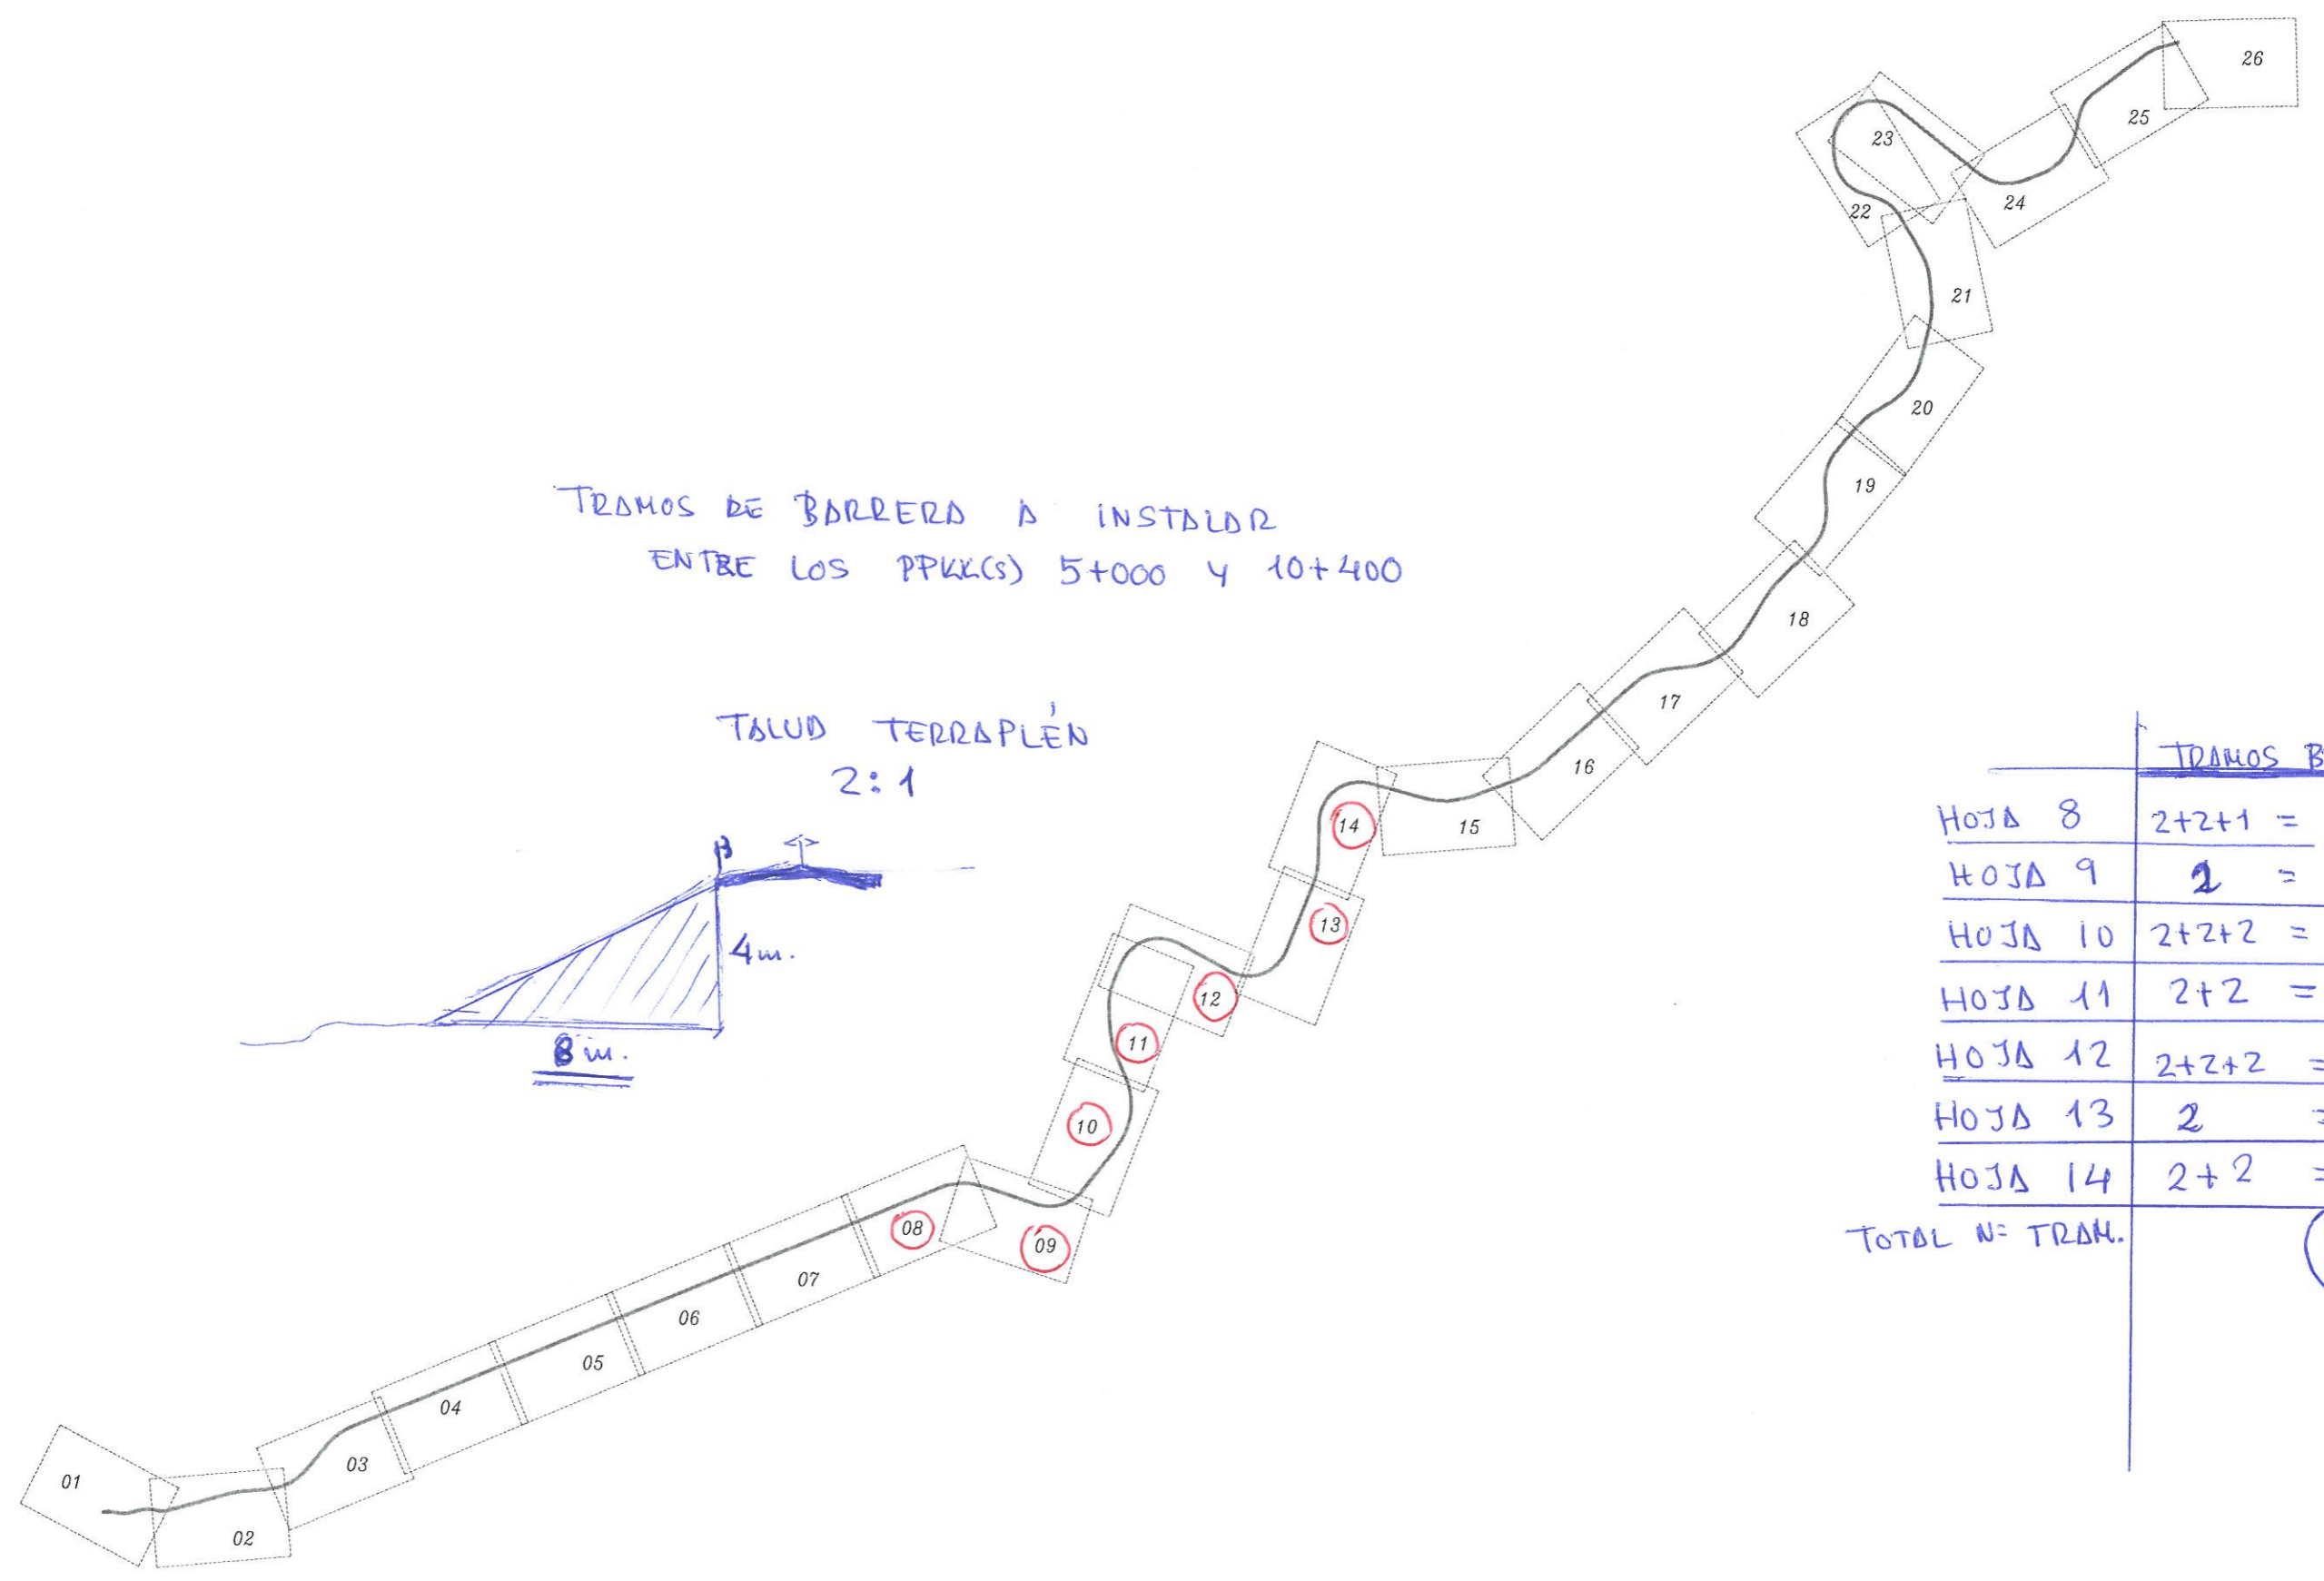 26
25
23
24
22
21
20
19
18
17
16
15
14
13
12
11
10
09
08
07
06
05
04
03
02
01
TRAMOS DE BARRERA A INSTALAR
ENTRE LOS PPKK(s) 5+000 Y 10+400
TALUD TERRAPLÉN
2:1
4 m.
8 m.
TRAMOS B
HOJA 8 2+2+1 =
HOJA 9 2 =
HOJA 10 2+2+2 =
HOJA 11 2+2 =
HOJA 12 2+2+2 =
HOJA 13 2 =
HOJA 14 2+2 =
TOTAL Nº TRAM.